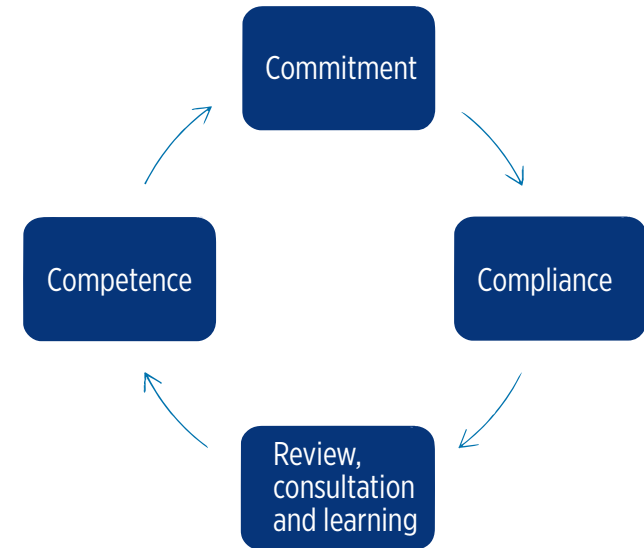 Commitment
Compliance
Review,
consultation
and learning
Competence